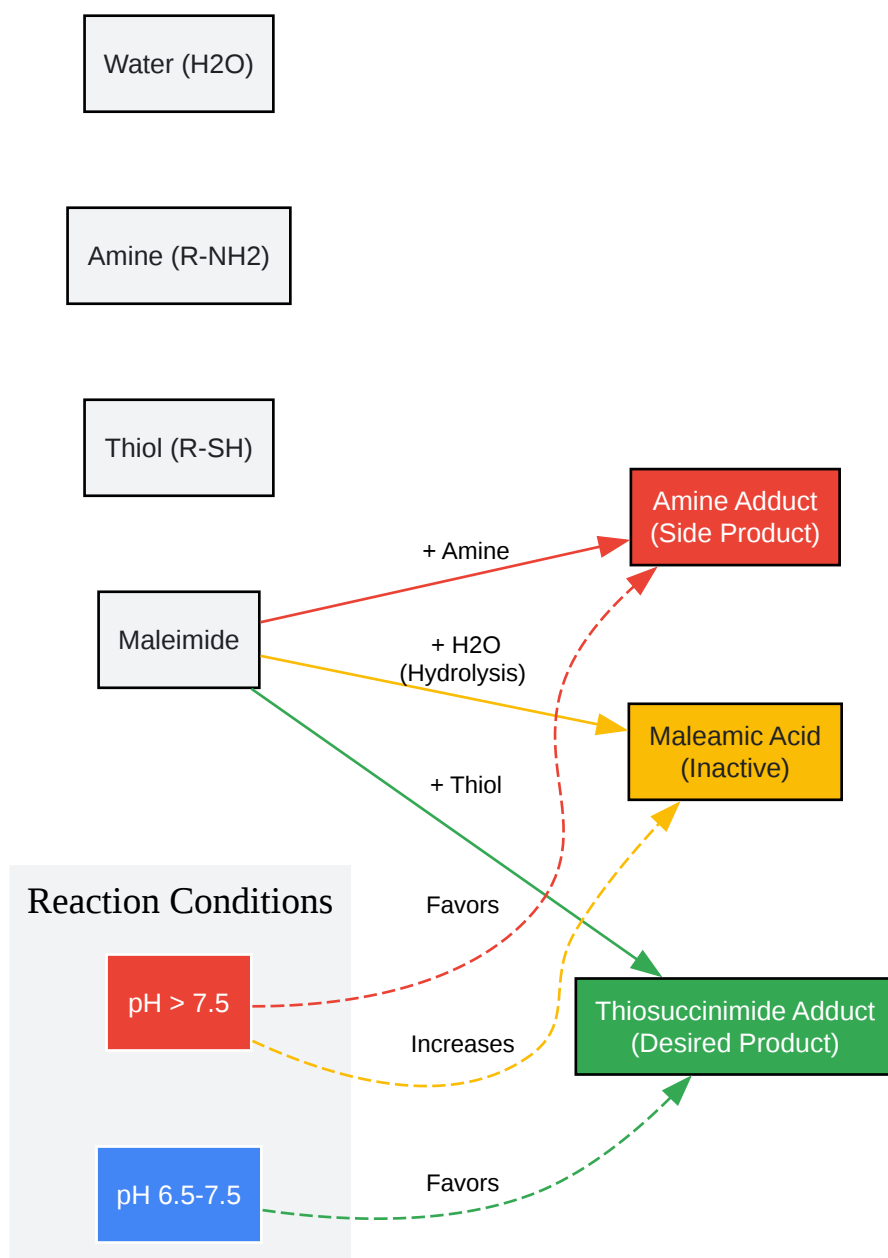 Water (H2O)
Amine (R-NH2)
Thiol (R-SH)
Amine Adduct
(Side Product)
+ Amine
Maleimide
+ H2O
(Hydrolysis)
Maleamic Acid
(Inactive)
+ Thiol
Reaction Conditions
Favors
pH > 7.5
Thiosuccinimide Adduct
(Desired Product)
Increases
pH 6.5-7.5
Favors